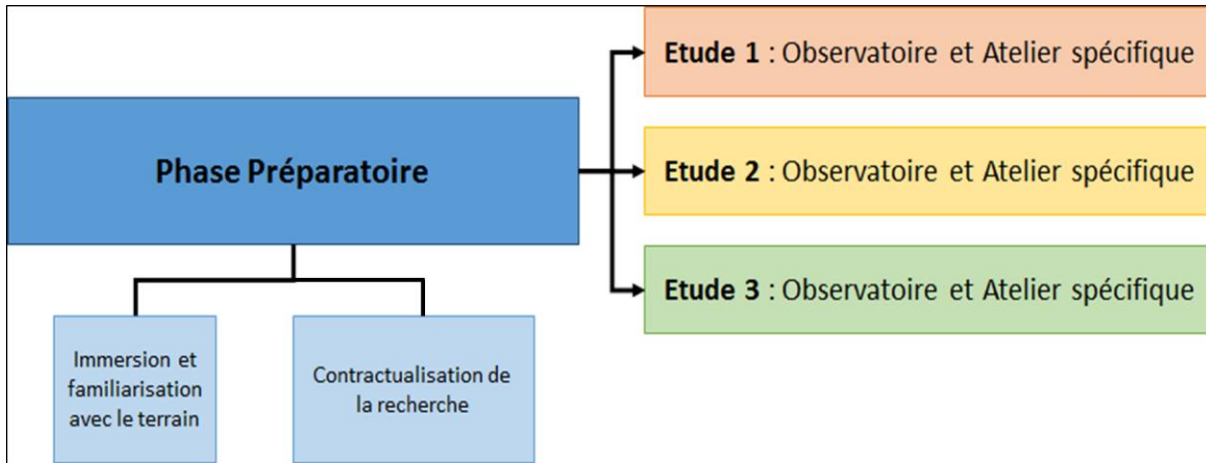 Phase Préparatoire
Immersion et
familiarisation
avec le terrain
Contractualisation de
la recherche
Etude 1 : Observatoire et Atelier spécifique
Etude 2 : Observatoire et Atelier spécifique
Etude 3 : Observatoire et Atelier spécifique